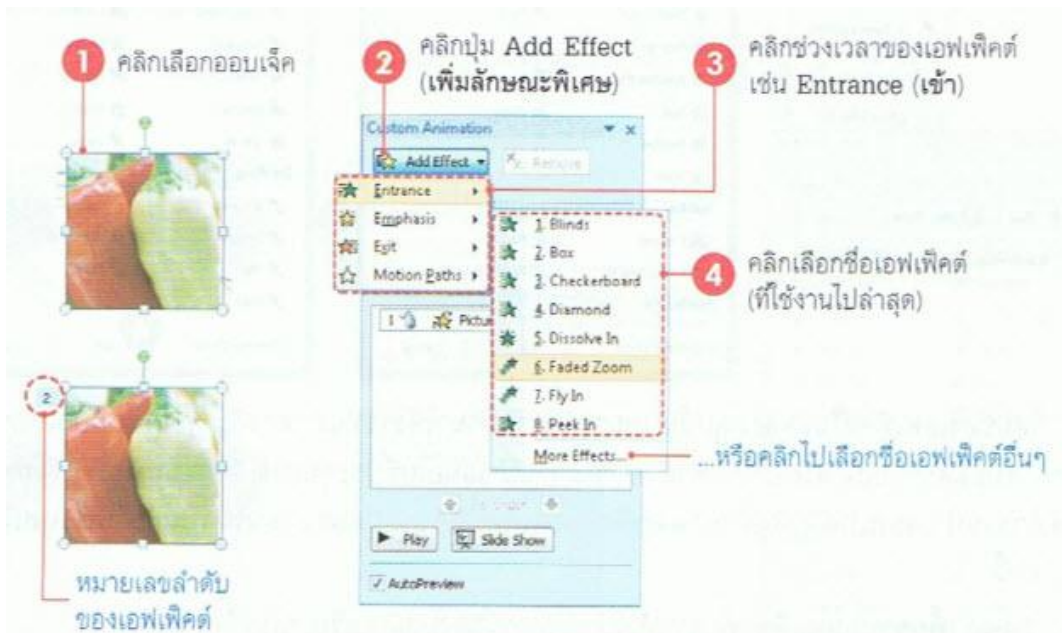 1 คลิกเลือกออบเจ็ค
2 คลิกปุ่ม Add Effect
(เพิ่มลักษณะพิเศษ)
3 คลิกช่วงเวลาของเอฟเฟ็คต์
เช่น Entrance (เข้า)
Custom Animation
Add Effect
Remove
Entrance
Emphasis
Exit
Motion Paths
1. Blinds
2. Box
3. Checkerboard
4. Diamond
5. Dissolve In
6. Faded Zoom
7. Fly In
8. Peek In
More Effects...
4 คลิกเลือกชื่อเอฟเฟ็คต์
(ที่ใช้งานไปล่าสุด)
1 Pictu
...หรือคลิกไปเลือกชื่อเอฟเฟ็คต์อื่นๆ
2
Play
Slide Show
AutoPreview
หมายเลขลำดับ
ของเอฟเฟ็คต์